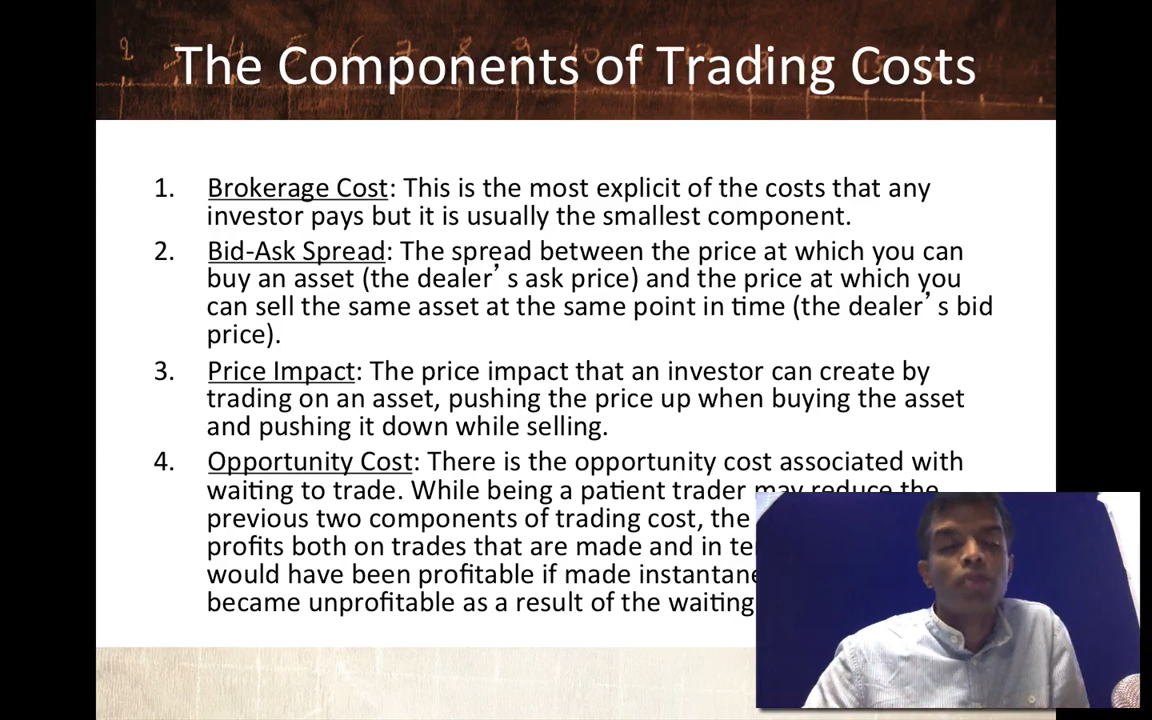 The Components of Trading Costs
1. Brokerage Cost: This is the most explicit of the costs that any
investor pays but it is usually the smallest component.
2. Bid-Ask Spread: The spread between the price at which you can
buy an asset (the dealer’s ask price) and the price at which you
can sell the same asset at the same point in time (the dealer’s bid
price).
3. Price Impact: The price impact that an investor can create by
trading on an asset, pushing the price up when buying the asset
and pushing it down while selling.
4. Opportunity Cost: There is the opportunity cost associated with
waiting to trade. While being a patient trader may reduce the
previous two components of trading cost, the
profits both on trades that are made and in
would have been profitable if made
became unprofitable as a result of the waiting